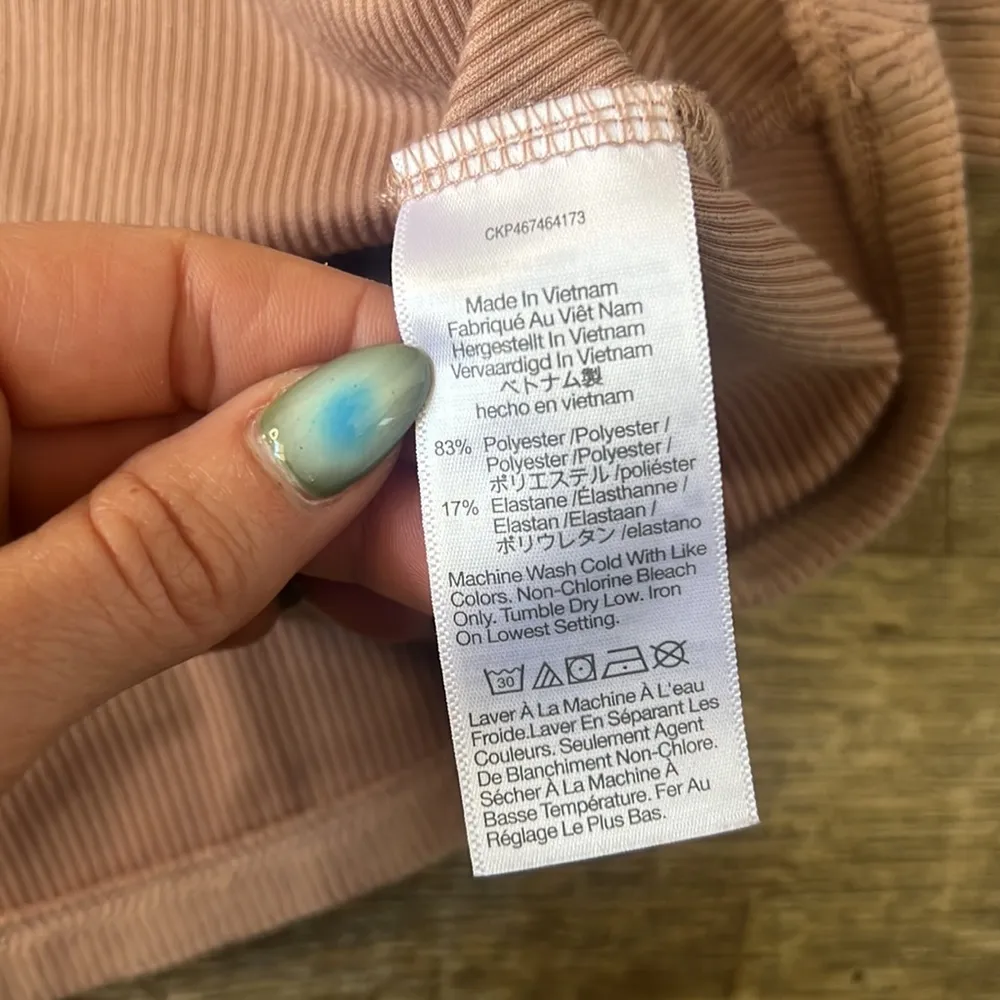 CKP467464173
Made In Vietnam
Fabriqué Au Viêt Nam
Hergestellt In Vietnam
Vervaardigd In Vietnam
ベトナム製
hecho en vietnam
83% Polyester /Polyester /
Polyester /Polyester /
ポリエステル /poliéster
17% Elastane /Élasthanne /
Elastan /Elastaan /
ポリウレタン /elastano
Machine Wash Cold With Like
Colors. Non-Chlorine Bleach
Only. Tumble Dry Low. Iron
On Lowest Setting.
30
Laver À La Machine À L'eau
Froide.Laver En Séparant Les
Couleurs. Seulement Agent
De Blanchiment Non-Chlore.
Sécher À La Machine À
Basse Température. Fer Au
Réglage Le Plus Bas.